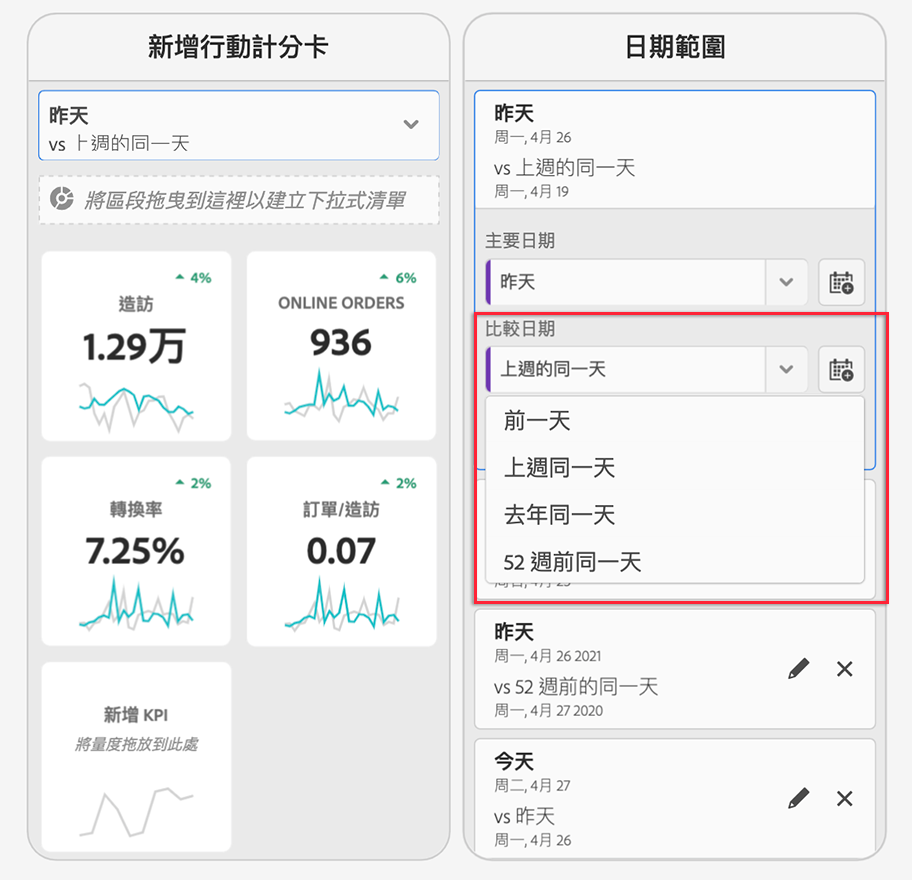 新增行動計分卡
昨天
vs 上週的同一天
將區段拖曳到這裡以建立下拉式清單
4%
造訪
1.29万
6%
ONLINE ORDERS
936
2%
轉換率
7.25%
2%
訂單/造訪
0.07
新增 KPI
將量度拖放到此處
日期範圍
昨天
周一, 4月 26
vs 上週的同一天
周一, 4月 19
主要日期
昨天
比較日期
上週的同一天
前一天
上週同一天
去年同一天
52 週前同一天
昨天
周一, 4月 26 2021
vs 52 週前的同一天
周一, 4月 27 2020
今天
周二, 4月 27
vs 昨天
周一, 4月 26